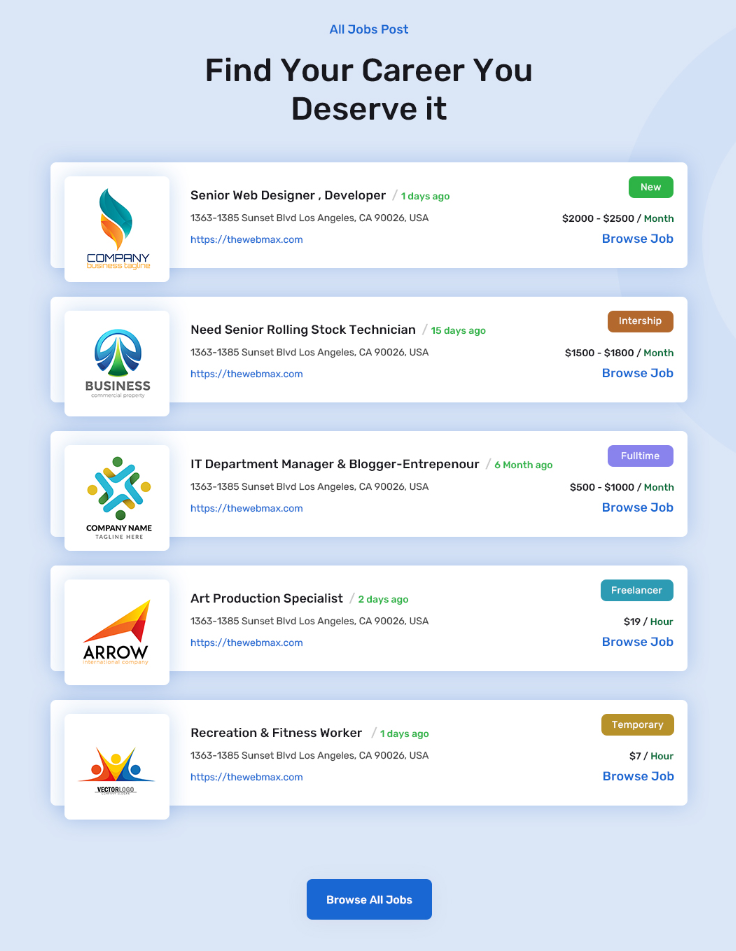 All Jobs Post
Find Your Career You
Deserve it
COMPANY
business tagline
Senior Web Designer , Developer / 1 days ago
1363-1385 Sunset Blvd Los Angeles, CA 90026, USA
https://thewebmax.com
New
$2000 - $2500 / Month
Browse Job
BUSINESS
commercial property
Need Senior Rolling Stock Technician / 15 days ago
1363-1385 Sunset Blvd Los Angeles, CA 90026, USA
https://thewebmax.com
Intership
$1500 - $1800 / Month
Browse Job
COMPANY NAME
TAGLINE HERE
IT Department Manager & Blogger-Entrepenour / 6 Month ago
1363-1385 Sunset Blvd Los Angeles, CA 90026, USA
https://thewebmax.com
Fulltime
$500 - $1000 / Month
Browse Job
ARROW
international company
Art Production Specialist / 2 days ago
1363-1385 Sunset Blvd Los Angeles, CA 90026, USA
https://thewebmax.com
Freelancer
$19 / Hour
Browse Job
VECTORLOGO
Recreation & Fitness Worker / 1 days ago
1363-1385 Sunset Blvd Los Angeles, CA 90026, USA
https://thewebmax.com
Temporary
$7 / Hour
Browse Job
Browse All Jobs